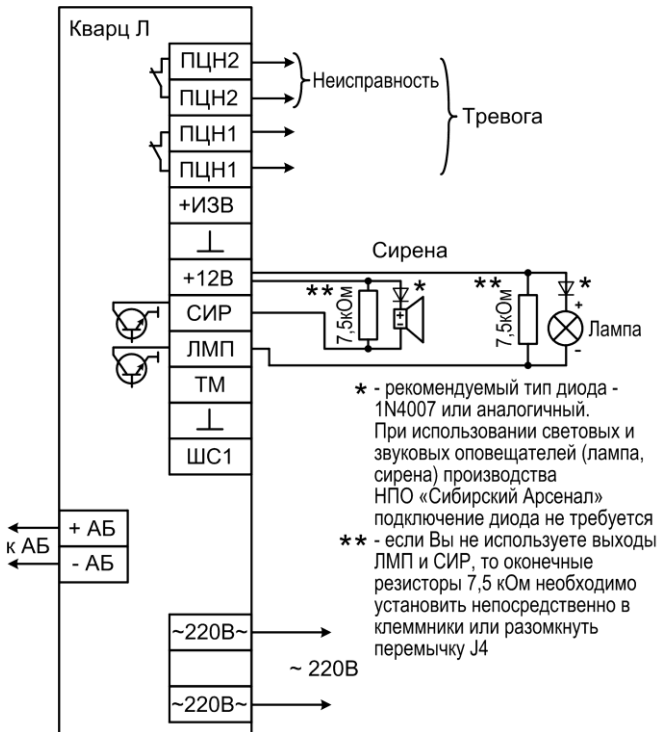 Кварц Л
ПЦН2
ПЦН2
Неисправность
ПЦН1
ПЦН1
Тревога
+ИЗВ
⊥
Сирена
+12В
СИР
ЛМП
ТМ
⊥
ШС1
** 7,5кОм *
+ -
** 7,5кОм *
+
-
Лампа
* - рекомендуемый тип диода -
1N4007 или аналогичный.
При использовании световых и
звуковых оповещателей (лампа,
сирена) производства
НПО «Сибирский Арсенал»
подключение диода не требуется
** - если Вы не используете выходы
ЛМП и СИР, то оконечные
резисторы 7,5 кОм необходимо
установить непосредственно в
клеммники или разомкнуть
перемычку J4
к АБ
+ АБ
- АБ
~220В~
~ 220В
~220В~